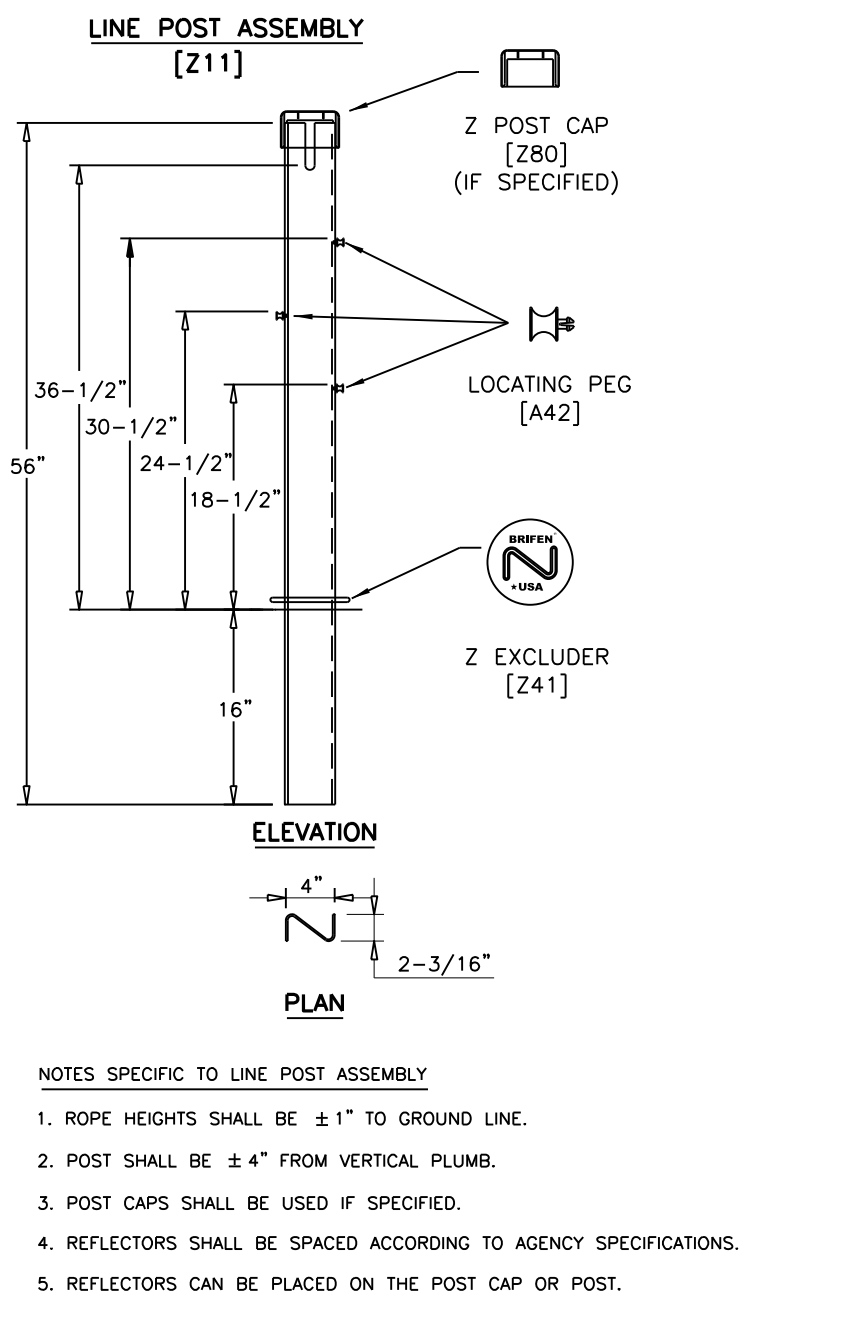 LINE POST ASSEMBLY
[Z11]
Z POST CAP
[Z80]
(IF SPECIFIED)
36-1/2"
30-1/2"
24-1/2"
56"
18-1/2"
LOCATING PEG
[A42]
BRIFEN
USA
Z EXCLUDER
[Z41]
16"
ELEVATION
4"
2-3/16"
PLAN
NOTES SPECIFIC TO LINE POST ASSEMBLY
1. ROPE HEIGHTS SHALL BE ± 1" TO GROUND LINE.
2. POST SHALL BE ± 4" FROM VERTICAL PLUMB.
3. POST CAPS SHALL BE USED IF SPECIFIED.
4. REFLECTORS SHALL BE SPACED ACCORDING TO AGENCY SPECIFICATIONS.
5. REFLECTORS CAN BE PLACED ON THE POST CAP OR POST.